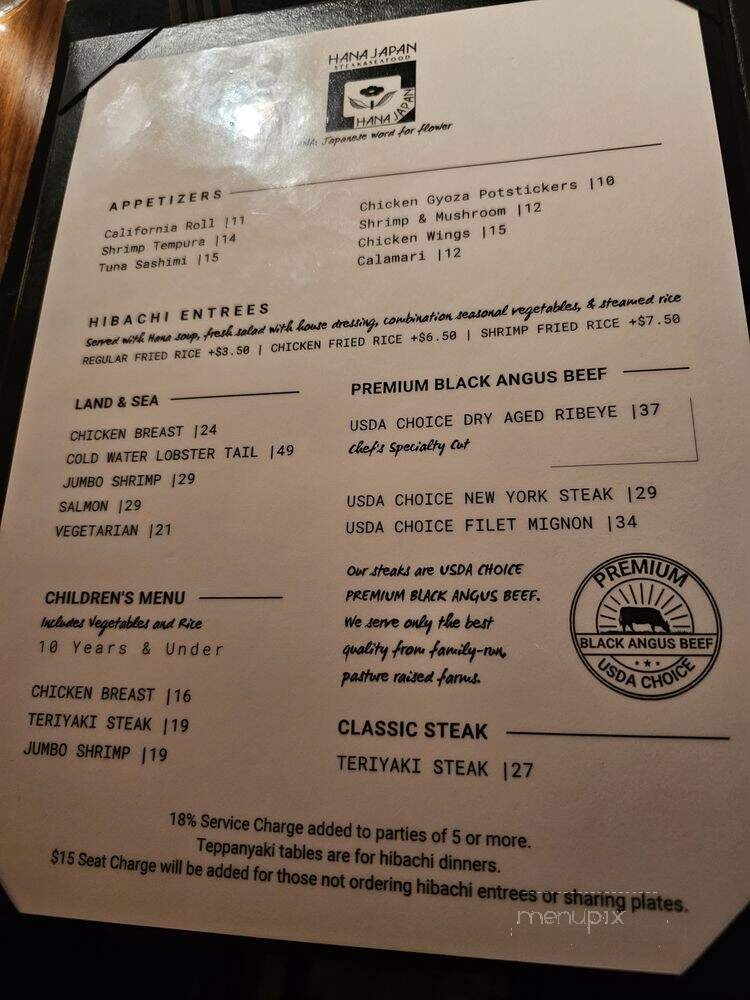 HANA JAPAN
STEAK&SEAFOOD
HANA JAPAN
HANA: Japanese word for flower
APPETIZERS
California Roll |11
Shrimp Tempura |14
Tuna Sashimi |15
Chicken Gyoza Potstickers |10
Shrimp & Mushroom |12
Chicken Wings |15
Calamari |12
HIBACHI ENTREES
Served with Hana soup, fresh salad with house dressing, combination seasonal vegetables, & steamed rice
REGULAR FRIED RICE +$3.50 | CHICKEN FRIED RICE +$6.50 | SHRIMP FRIED RICE +$7.50
LAND & SEA
CHICKEN BREAST |24
COLD WATER LOBSTER TAIL |49
JUMBO SHRIMP |29
SALMON |29
VEGETARIAN |21
CHILDREN'S MENU
Includes Vegetables and Rice
10 Years & Under
CHICKEN BREAST |16
TERIYAKI STEAK |19
JUMBO SHRIMP |19
PREMIUM BLACK ANGUS BEEF
USDA CHOICE DRY AGED RIBEYE |37
Chef's Specialty Cut
USDA CHOICE NEW YORK STEAK |29
USDA CHOICE FILET MIGNON |34
Our steaks are USDA CHOICE
PREMIUM BLACK ANGUS BEEF.
We serve only the best
quality from family-run,
pasture raised farms.
PREMIUM
BLACK ANGUS BEEF
USDA CHOICE
CLASSIC STEAK
TERIYAKI STEAK |27
18% Service Charge added to parties of 5 or more.
Teppanyaki tables are for hibachi dinners.
$15 Seat Charge will be added for those not ordering hibachi entrees or sharing plates.
menupix